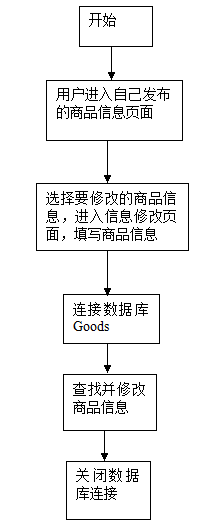 开始
用户进入自己发布
的商品信息页面
选择要修改的商品信
息，进入信息修改页
面，填写商品信息
连接数据库
Goods
查找并修改
商品信息
关闭数据
库连接